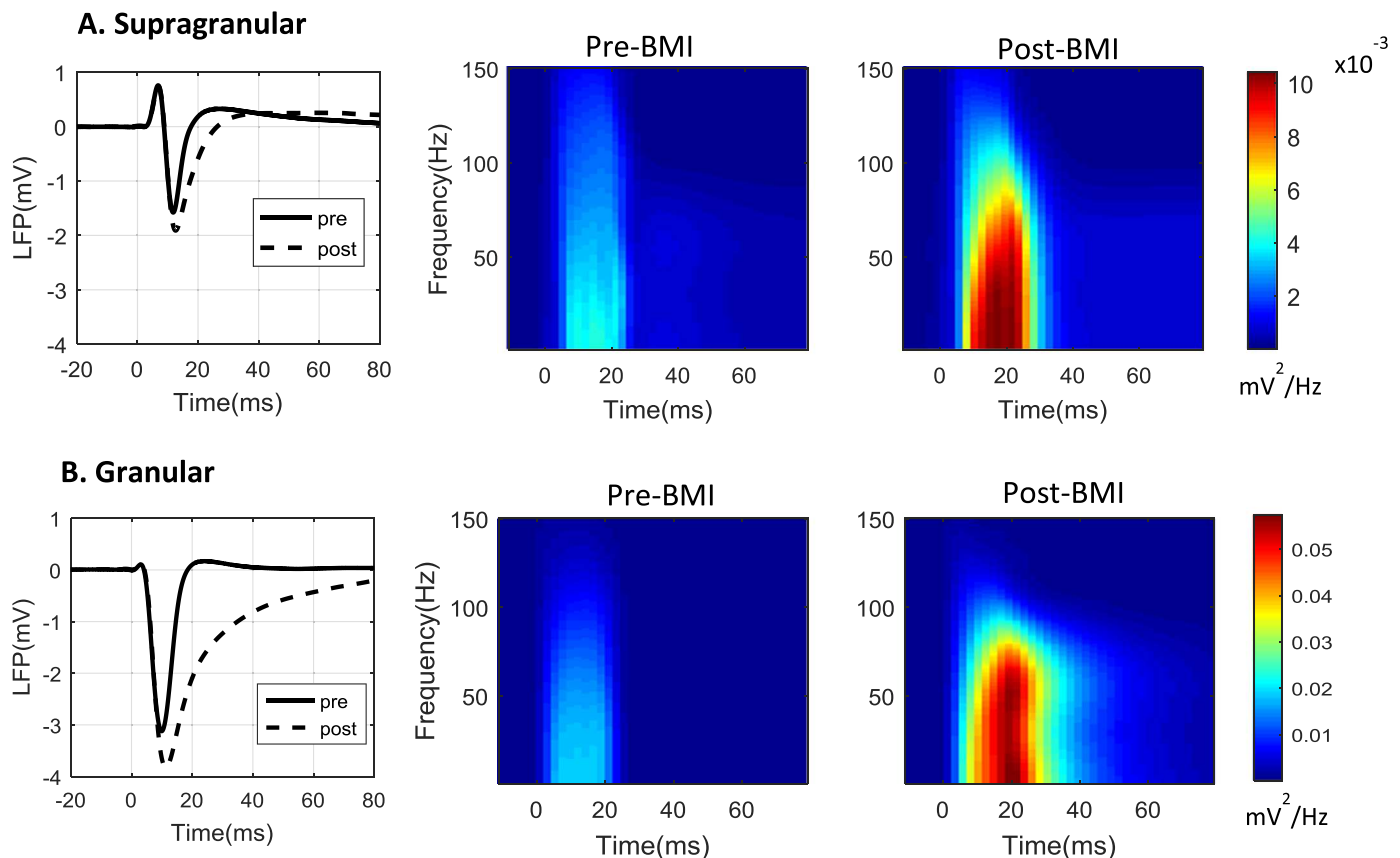 A. Supragranular
Pre-BMI
Post-BMI
x10
-3
1
0
-1
-2
-3
-4
LFP(mV)
pre
post
-20
0
20
40
60
80
Time(ms)
150
100
50
Frequency(Hz)
0
20
40
60
Time(ms)
150
100
50
0
20
40
60
Time(ms)
10
8
6
4
2
mV2/Hz
B. Granular
Pre-BMI
Post-BMI
1
0
-1
-2
-3
-4
LFP(mV)
pre
post
-20
0
20
40
60
80
Time(ms)
150
100
50
Frequency(Hz)
0
20
40
60
Time(ms)
150
100
50
0
20
40
60
Time(ms)
0.05
0.04
0.03
0.02
0.01
mV2/Hz